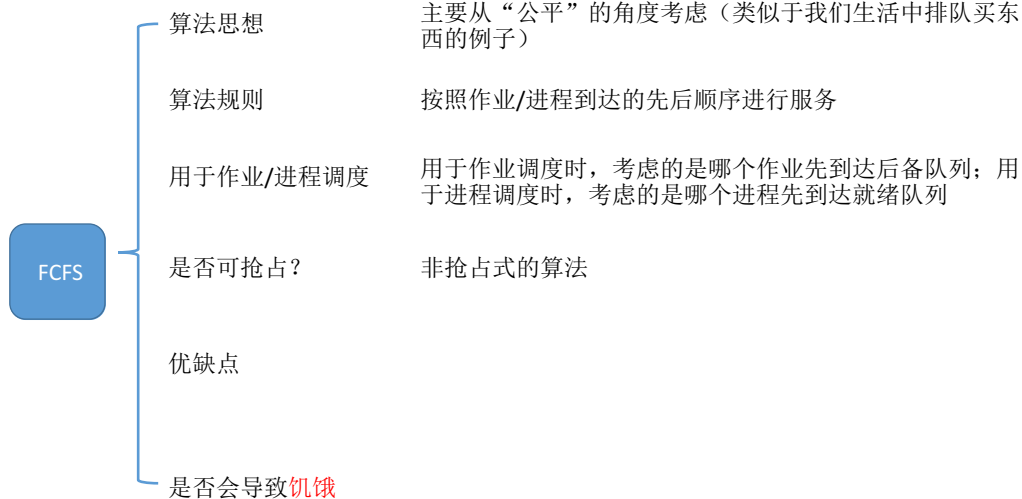 算法思想
主要从“公平”的角度考虑（类似于我们生活中排队买东
西的例子）
算法规则
按照作业/进程到达的先后顺序进行服务
用于作业/进程调度
用于作业调度时，考虑的是哪个作业先到达后备队列；用
于进程调度时，考虑的是哪个进程先到达就绪队列
FCFS
是否可抢占？
非抢占式的算法
优缺点
是否会导致饥饿